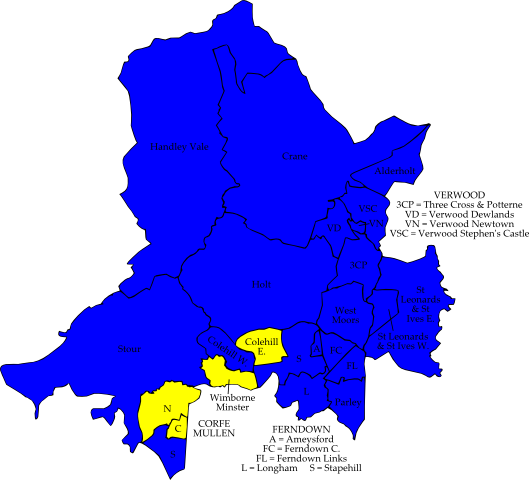 Handley Vale
Crane
Alderholt
VSC
VN
VD
VERWOOD
3CP = Three Cross & Potterne
VD = Verwood Dewlands
VN = Verwood Newtown
VSC = Verwood Stephen's Castle
3CP
Holt
St
Leonards
& St
Ives E.
West
Moors
St Leonards
& St Ives W.
Stour
Colehill W.
Colehill
E.
S
A
FC
FL
L
Parley
Wimborne
Minster
N
C
S
CORFE
MULLEN
FERNDOWN
A = Ameysford
FC = Ferndown C.
FL = Ferndown Links
L = Longham S = Stapehill